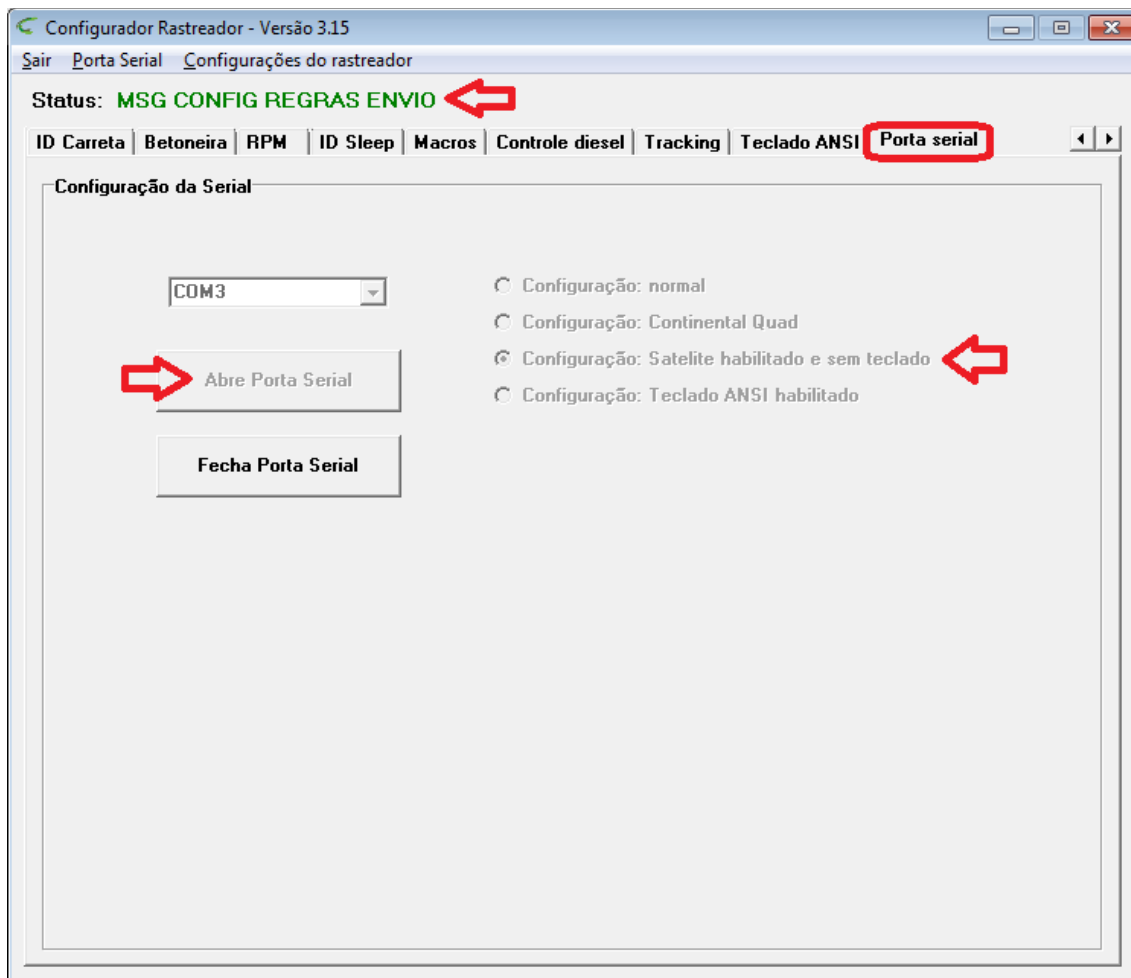 Configurador Rastreador - Versão 3.15
Sair Porta Serial Configurações do rastreador
Status: MSG CONFIG REGRAS ENVIO
ID Carreta Betoneira RPM ID Sleep Macros Controle diesel Tracking Teclado ANSI Porta serial
Configuração da Serial
COM3
Configuração: normal
Configuração: Continental Quad
Configuração: Satelite habilitado e sem teclado
Configuração: Teclado ANSI habilitado
Abre Porta Serial
Fecha Porta Serial